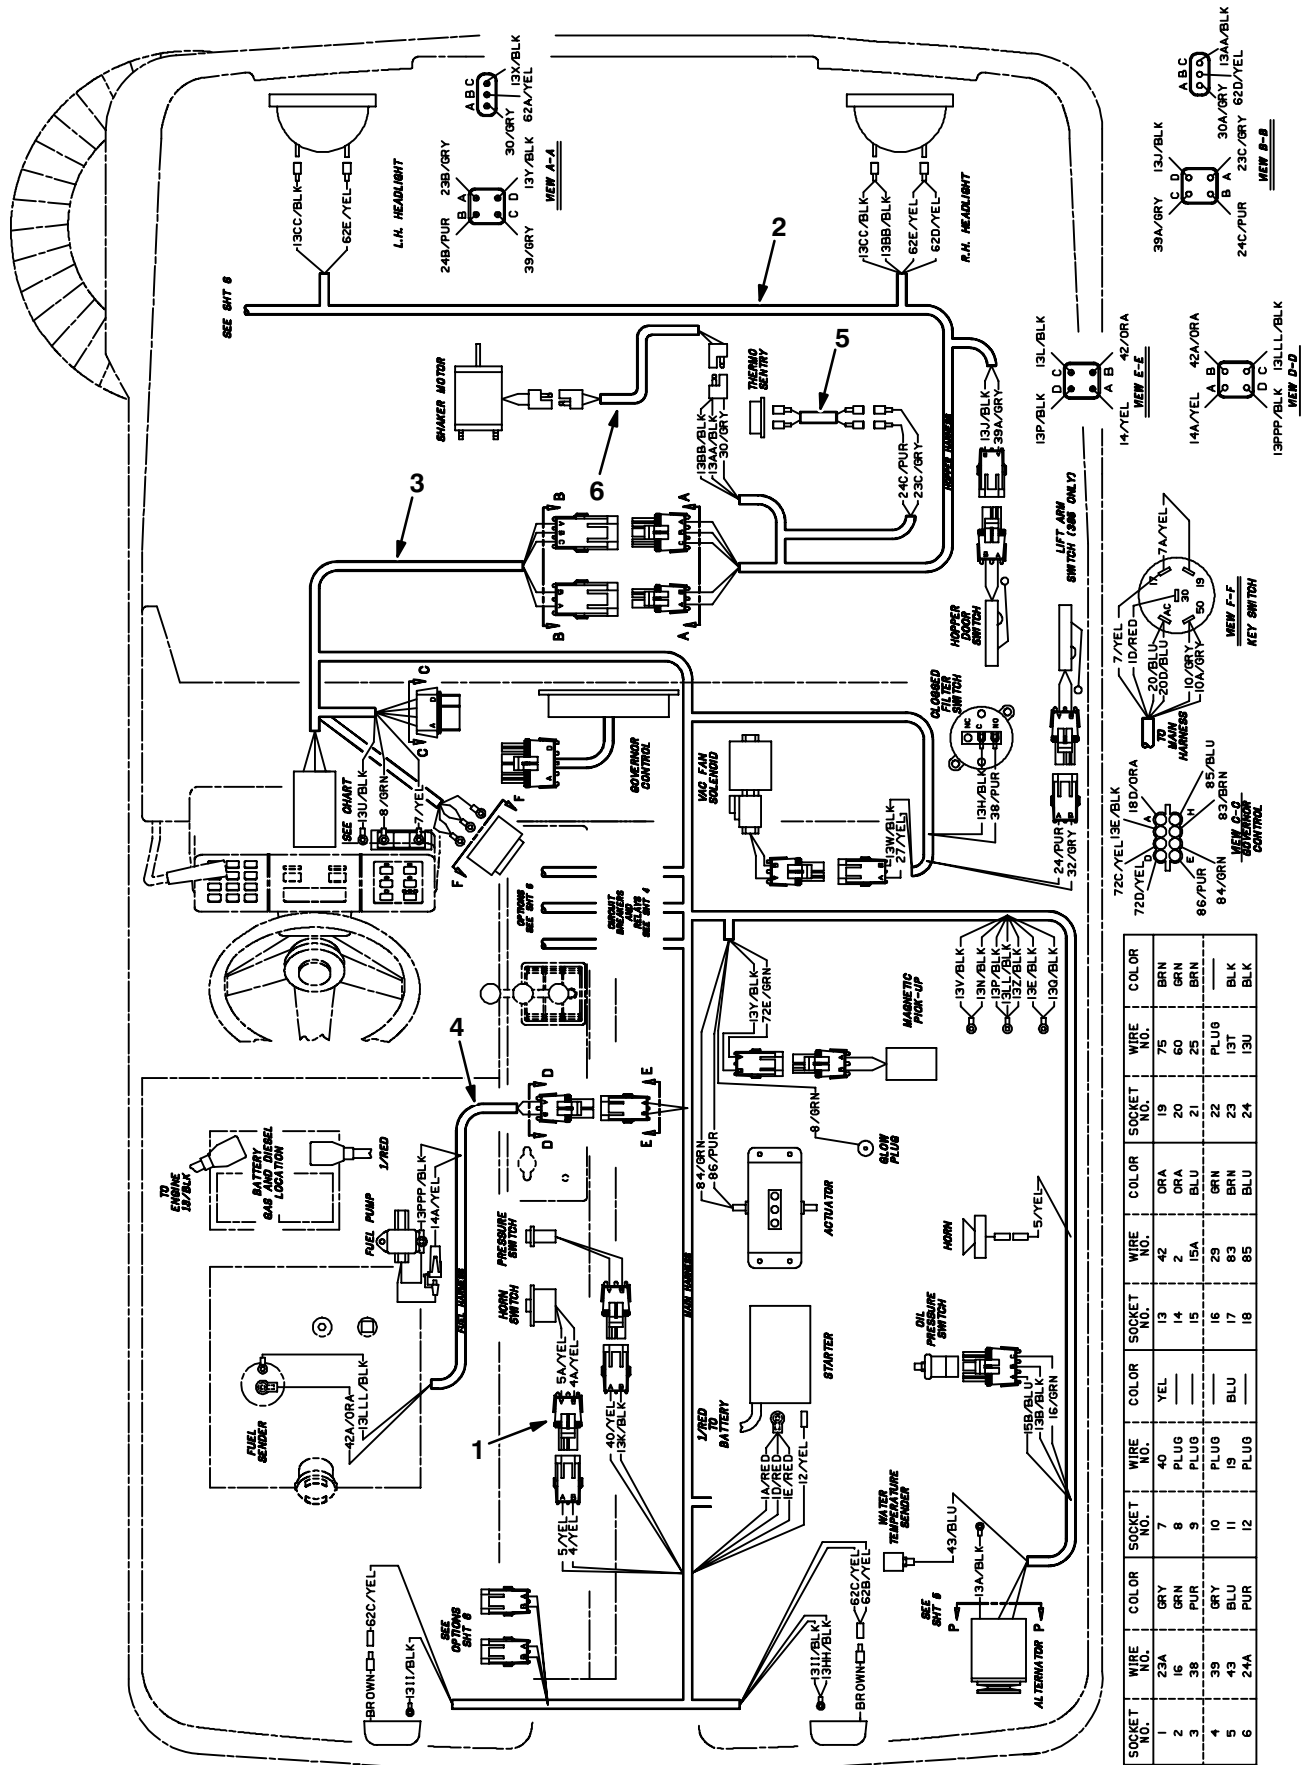 SEE SHT 6
13CC/BLK
62E/YEL
L.H. HEADLIGHT
A B C
30/GRY
13X/BLK
62A/YEL
24B/PUR
23B/GRY
B A
C D
39/GRY
13Y/BLK
VIEW A-A
2
13CC/BLK
13BB/BLK
62E/YEL
62D/YEL
R.H. HEADLIGHT
39A/GRY
13J/BLK
C D
B A
24C/PUR
23C/GRY
A B C
30A/GRY
13AA/BLK
62D/YEL
VIEW B-B
SHAKER MOTOR
6
13BB/BLK
13AA/BLK
30/GRY
THERMO
SENTRY
5
24C/PUR
23C/GRY
HOPPER HARNESS
13J/BLK
39A/GRY
HOPPER
DOOR
SWITCH
13P/BLK
13L/BLK
D C
A B
14/YEL
42/ORA
VIEW E-E
14A/YEL
42A/ORA
A B
D C
13PPP/BLK
13LLL/BLK
VIEW D-D
3
B
B
A
A
LIFT ARM
SWITCH (386 ONLY)
24/PUR
32/GRY
CLOGGED
FILTER
SWITCH
NC
C
NO
13H/BLK
38/PUR
VAC FAN
SOLENOID
13W/BLK
27/YEL
GOVERNOR
CONTROL
C
C
SEE CHART
13U/BLK
8/GRN
7/YEL
F
F
7/YEL
1D/RED
20/BLU
20D/BLU
10/GRY
10A/GRY
TO
MAIN
HARNESS
7A/YEL
17
AC
30
19
50
VIEW F-F
KEY SWITCH
72C/YEL
13E/BLK
72D/YEL
18D/ORA
D
A
E
H
86/PUR
84/GRN
85/BLU
83/BRN
VIEW C-C
GOVERNOR
CONTROL
OPTIONS
SEE SHT 6
CIRCUIT
BREAKERS
AND
RELAYS
SEE SHT 4
4
D
D
E
E
13Y/BLK
72E/GRN
MAGNETIC
PICK-UP
84/GRN
86/PUR
8/GRN
GLOW
PLUG
ACTUATOR
13V/BLK
13N/BLK
13P/BLK
13LL/BLK
13Z/BLK
13E/BLK
13Q/BLK
TO
ENGINE
13/BLK
BATTERY
GAS AND DIESEL
LOCATION
1/RED
FUEL PUMP
13PPP/BLK
14A/YEL
FUEL HARNESS
FUEL
SENDER
42A/ORA
13LLL/BLK
PRESSURE
SWITCH
HORN
SWITCH
5A/YEL
4A/YEL
1
5/YEL
4/YEL
40/YEL
13K/BLK
MAIN HARNESS
HORN
5/YEL
OIL
PRESSURE
SWITCH
15B/BLU
13B/BLK
16/GRN
STARTER
1/RED
TO
BATTERY
1A/RED
1D/RED
1E/RED
12/YEL
WATER
TEMPERATURE
SENDER
43/BLU
13A/BLK
SEE
SHT 5
P
P
ALTERNATOR
SEE
OPTIONS
SHT 6
BROWN
62C/YEL
13II/BLK
13II/BLK
13HH/BLK
BROWN
62C/YEL
62B/YEL
SOCKET NO. WIRE NO. COLOR SOCKET NO. WIRE NO. COLOR SOCKET NO. WIRE NO. COLOR SOCKET NO. WIRE NO. COLOR
1 23A GRY 7 40 YEL 13 42 ORA 19 75 BRN
2 16 GRN 8 PLUG — 14 2 ORA 20 60 GRN
3 38 PUR 9 PLUG — 15 15A BLU 21 25 BRN
4 39 GRY 10 PLUG — 16 29 GRN 22 PLUG —
5 43 BLU 11 19 BLU 17 83 BRN 23 13T BLK
6 24A PUR 12 PLUG — 18 85 BLU 24 13U BLK